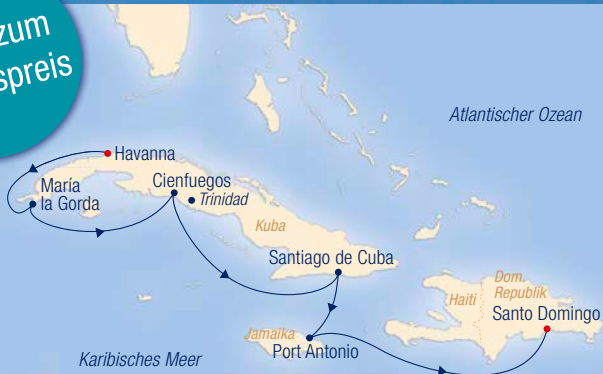 zum
spreis
Atlantischer Ozean
Havanna
María
la Gorda
Cienfuegos
Trinidad
Kuba
Santiago de Cuba
Haiti
Dom.
Republik
Santo Domingo
Jamaika
Port Antonio
Karibisches Meer